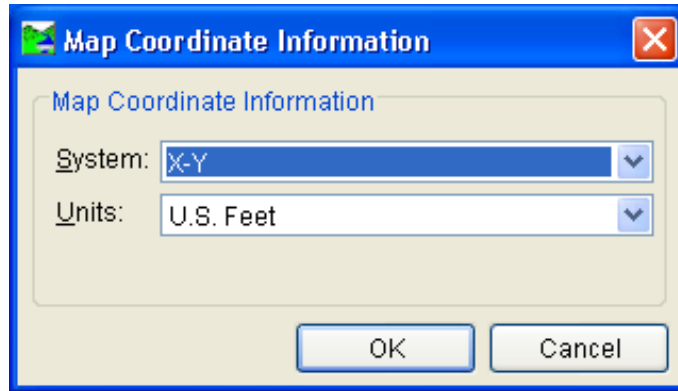 Map Coordinate Information
Map Coordinate Information
System: X-Y
Units: U.S. Feet
OK Cancel